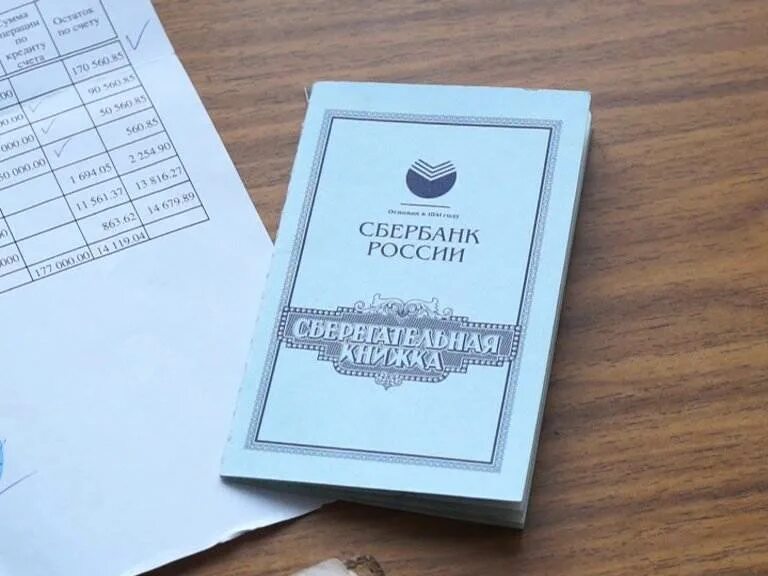 Сумма
операции
по
кредиту
счета
Остаток
по счету
170 560.85
90 560.85
50 560.85
560.85
1 694.05 2 254.90
11 561.37 13 816.27
863.62 14 679.89
177 000.00 14 119.04
Основан в 1841 году
СБЕРБАНК
РОССИИ
СБЕРЕГАТЕЛЬНАЯ
КНИЖКА